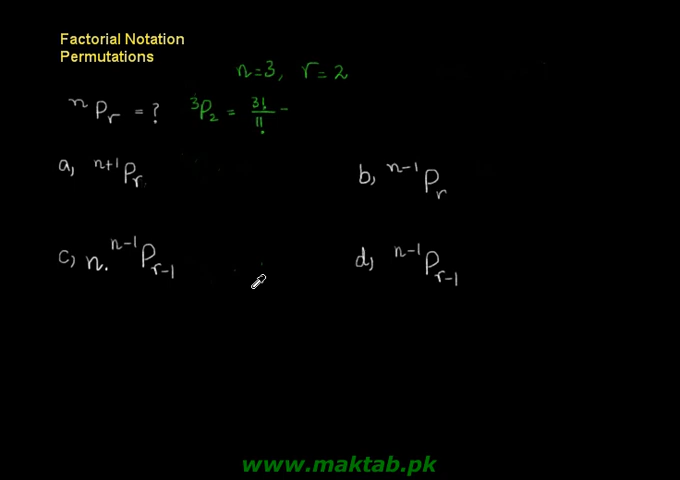 Factorial Notation
Permutations
n=3, r=2
ⁿPᵣ = ? ³P₂ = 3!/1! =
a, ⁿ⁺¹Pᵣ
b, ⁿ⁻¹Pᵣ
c, n. ⁿ⁻¹Pᵣ₋₁
d, ⁿ⁻¹Pᵣ₋₁
www.maktab.pk